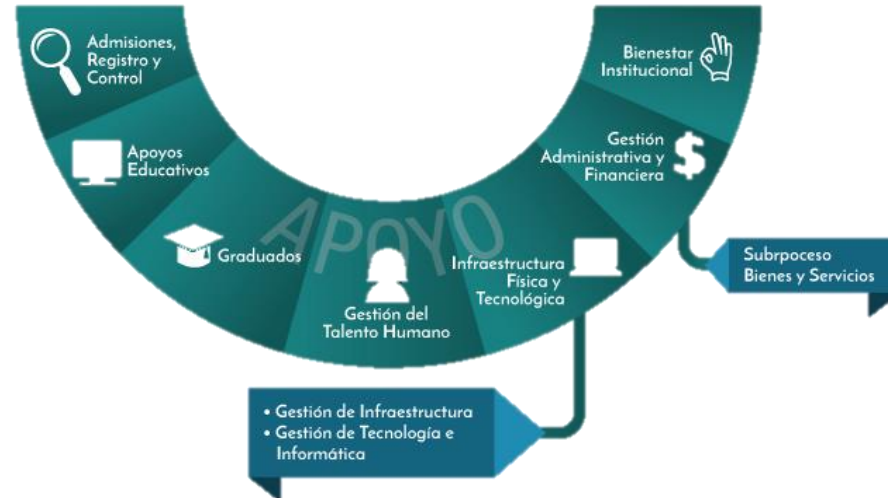 Admisiones,
Registro y
Control
Apoyos
Educativos
Graduados
APOYO
Gestión del
Talento Humano
Infraestructura
Física y
Tecnológica
Gestión
Administrativa y
Financiera
Bienestar
Institucional
Subrpoceso
Bienes y Servicios
• Gestión de Infraestructura
• Gestión de Tecnología e
Informática